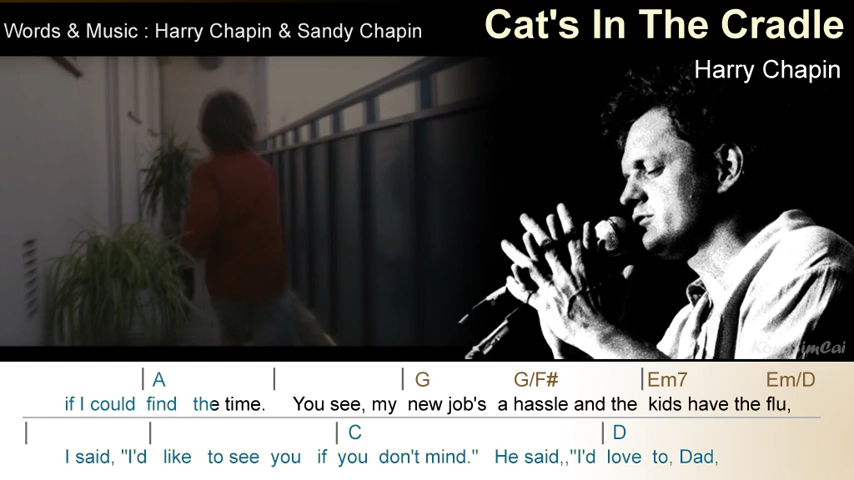 Words & Music : Harry Chapin & Sandy Chapin
Cat's In The Cradle
Harry Chapin
A G G/F# Em7 Em/D
if I could find the time. You see, my new job's a hassle and the kids have the flu,
C D
I said, "I'd like to see you if you don't mind." He said,,"I'd love to, Dad,